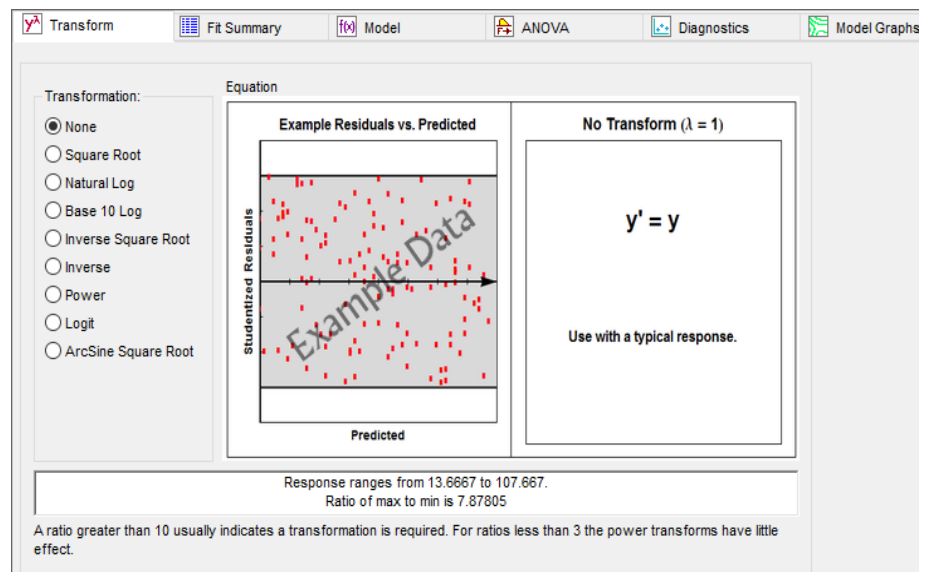 yλ Transform
Fit Summary
f(x) Model
F→ ANOVA
Diagnostics
Model Graphs
Transformation:
None
Square Root
Natural Log
Base 10 Log
Inverse Square Root
Inverse
Power
Logit
ArcSine Square Root
Equation
Example Residuals vs. Predicted
Studentized Residuals
Example Data
Predicted
No Transform (λ = 1)
y' = y
Use with a typical response.
Response ranges from 13.6667 to 107.667.
Ratio of max to min is 7.87805
A ratio greater than 10 usually indicates a transformation is required. For ratios less than 3 the power transforms have little
effect.